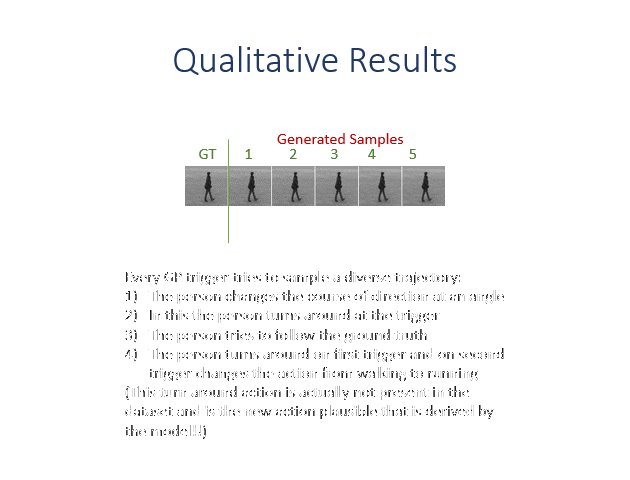 Qualitative Results
Generated Samples
GT 1 2 3 4 5
Every GP trigger tries to sample a diverse trajectory:
1) The person changes the course of direction at an angle
2) In this the person turns around at the trigger
3) The person tries to follow the ground truth
4) The person turns around on first trigger and on second
trigger changes the action from walking to running
(This turn around action is actually not present in the
dataset and is the new action plausible that is derived by
the model!!)